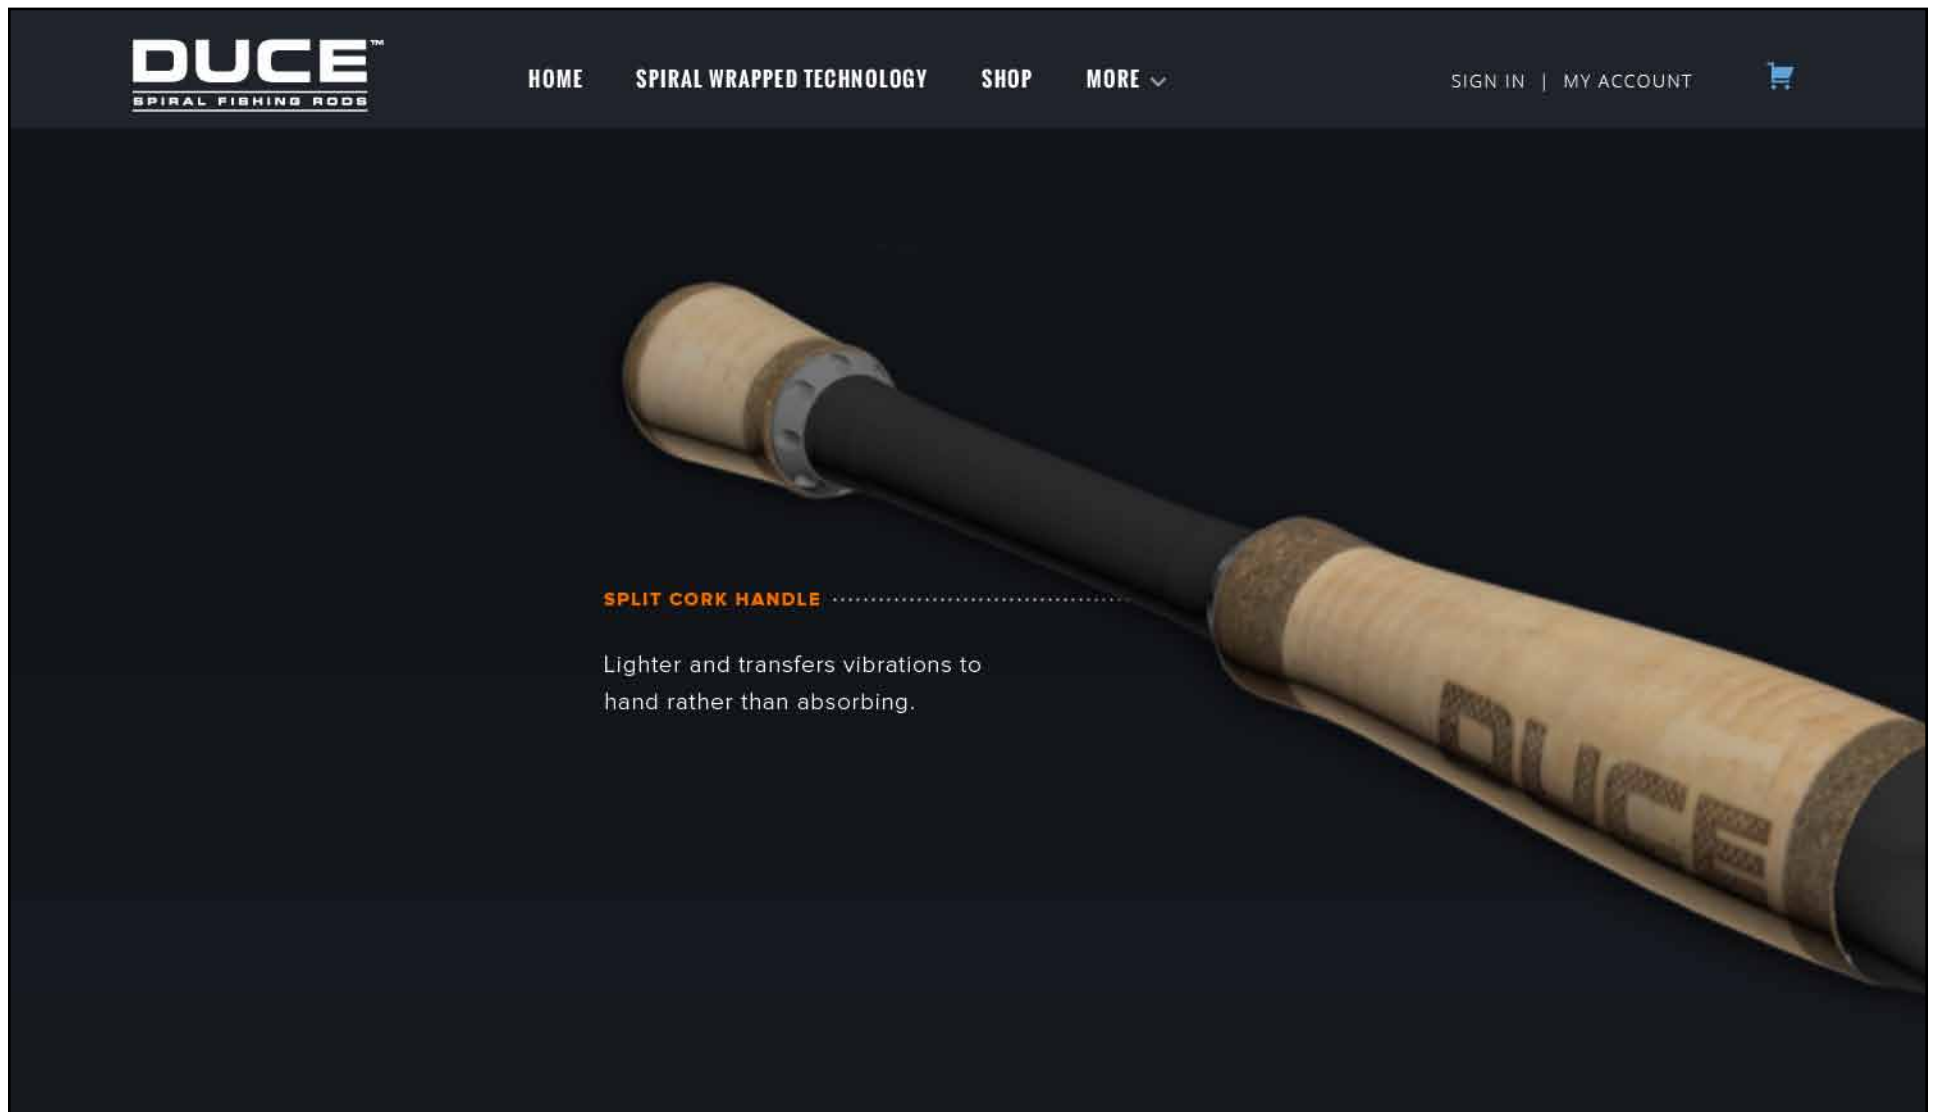 DUCE™
SPIRAL FISHING RODS
HOME
SPIRAL WRAPPED TECHNOLOGY
SHOP
MORE
SIGN IN | MY ACCOUNT
SPLIT CORK HANDLE
Lighter and transfers vibrations to
hand rather than absorbing.
DUCE